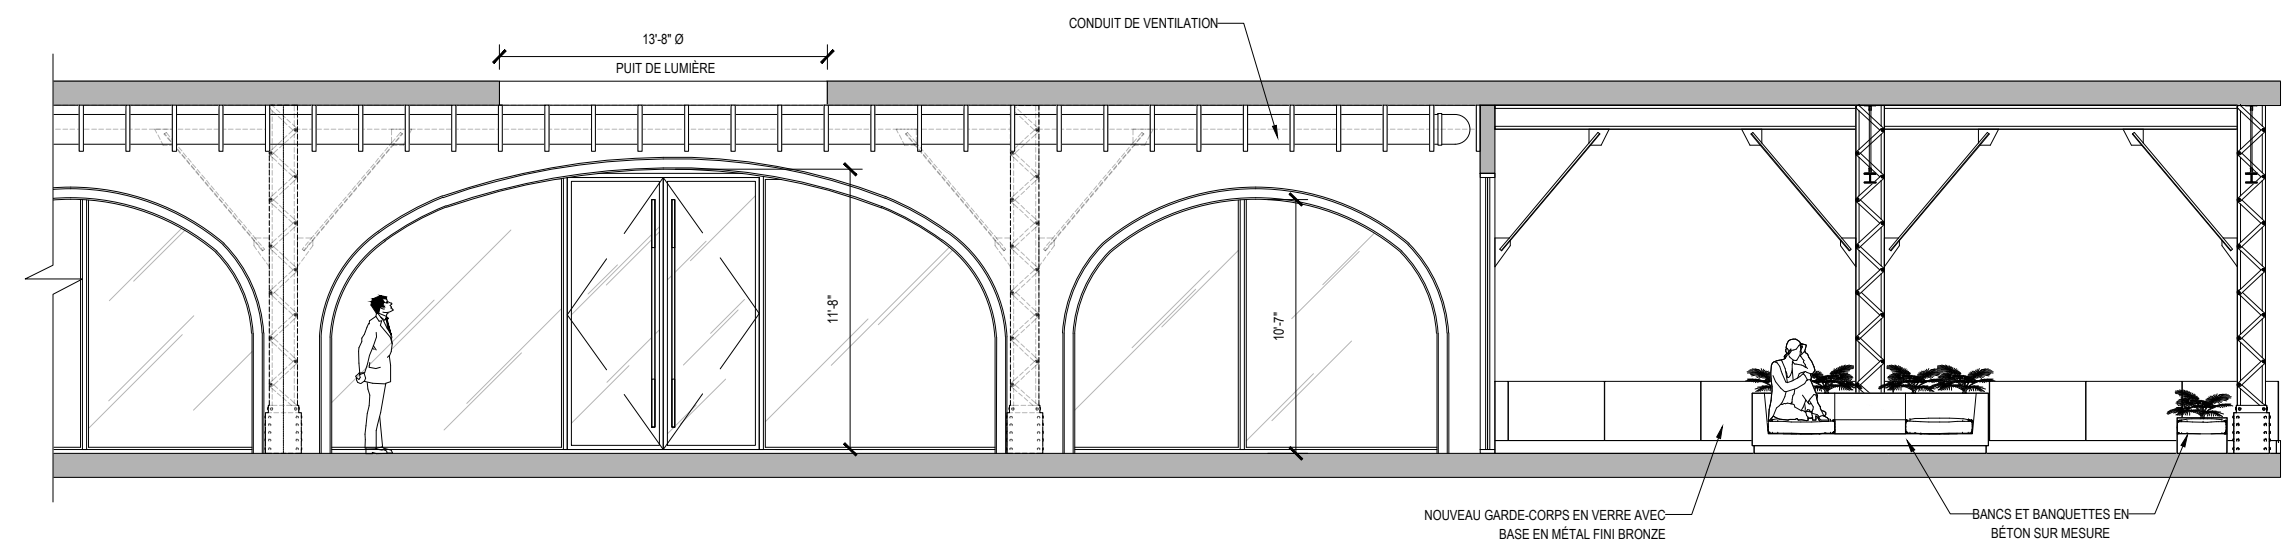 CONDUIT DE VENTILATION
13'-8" Ø
PUIT DE LUMIÈRE
11'-8"
10'-7"
NOUVEAU GARDE-CORPS EN VERRE AVEC
BASE EN MÉTAL FINI BRONZE
BANCS ET BANQUETTES EN
BÉTON SUR MESURE